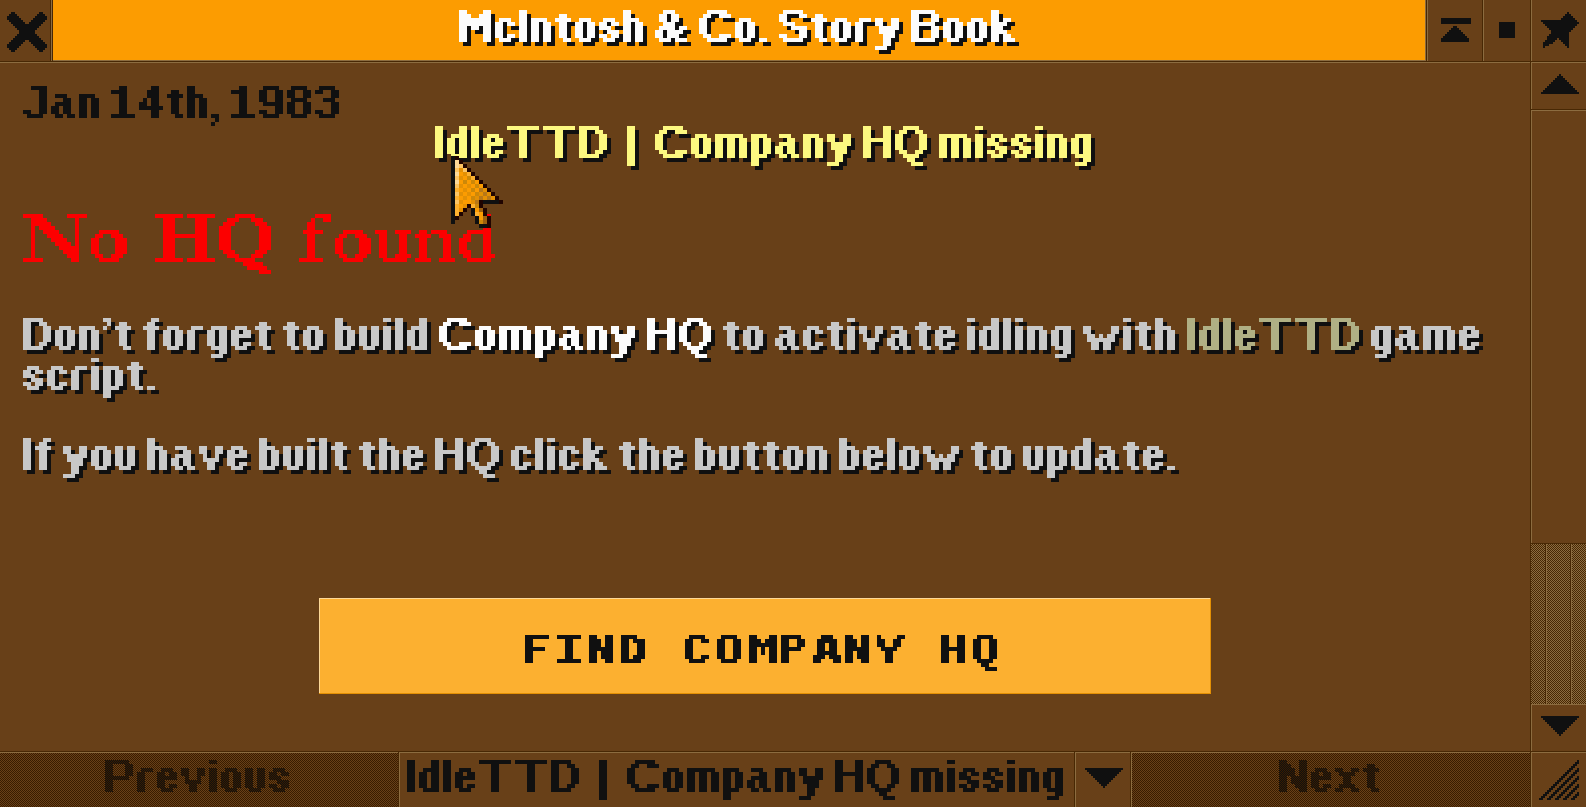 McIntosh & Co. Story Book
Jan 14th, 1983
IdleTTD | Company HQ missing
No HQ found
Don't forget to build Company HQ to activate idling with IdleTTD game
script.
If you have built the HQ click the button below to update.
FIND COMPANY HQ
Previous
IdleTTD | Company HQ missing
Next